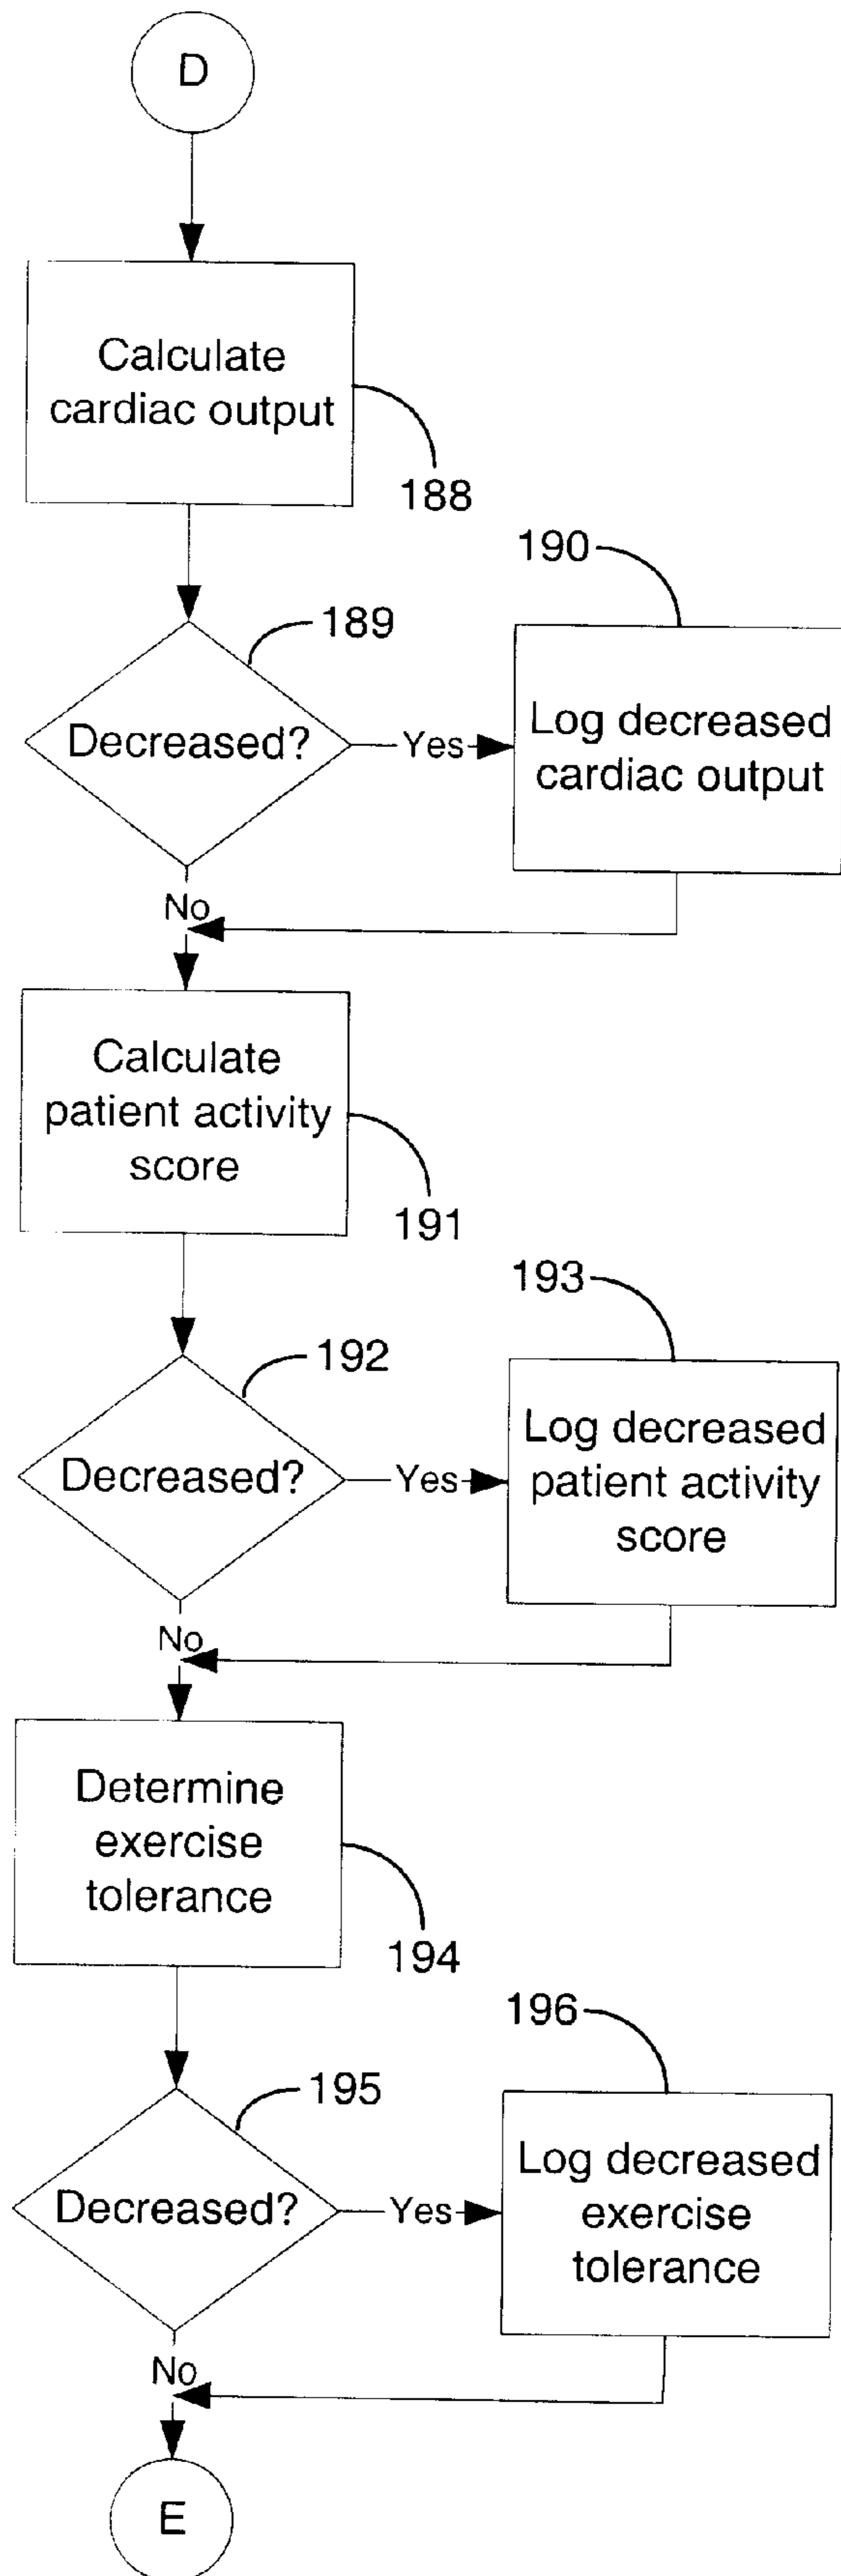 D
Calculate
cardiac output
188
190
189
Decreased?
Yes
Log decreased
cardiac output
No
Calculate
patient activity
score
191
193
192
Decreased?
Yes
Log decreased
patient activity
score
No
Determine
exercise
tolerance
194
196
195
Decreased?
Yes
Log decreased
exercise
tolerance
No
E